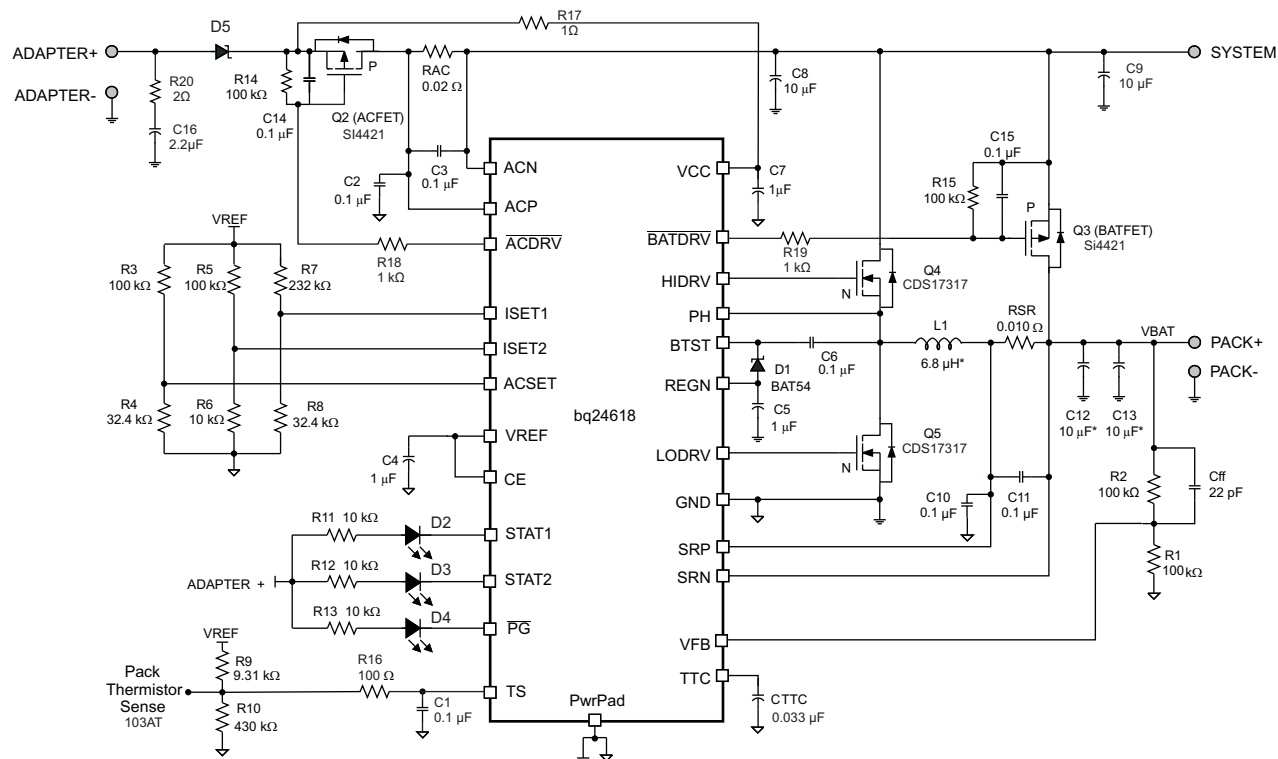 R17
1Ω
D5
ADAPTER+
SYSTEM
P
RAC
0.02 Ω
R20
2Ω
R14
100 kΩ
C8
10 µF
C9
10 µF
ADAPTER-
C14
0.1 µF
Q2 (ACFET)
SI4421
C16
2.2µF
C15
0.1 µF
ACN
VCC
C3
0.1 µF
C2
0.1 µF
C7
1µF
R15
100 kΩ
ACP
P
VREF
ACDRV
BATDRV
Q3 (BATFET)
Si4421
R18
1 kΩ
R19
1 kΩ
R3
100 kΩ
R5
100 kΩ
R7
232 kΩ
HIDRV
Q4
CDS17317
N
ISET1
PH
RSR
0.010 Ω
L1
6.8 µH*
VBAT
PACK+
ISET2
BTST
C6
0.1 µF
D1
BAT54
PACK-
ACSET
REGN
R4
32.4 kΩ
R6
10 kΩ
R8
32.4 kΩ
bq24618
C5
1 µF
C12
10 µF*
C13
10 µF*
VREF
Q5
CDS17317
C4
1 µF
LODRV
N
CE
R2
100 kΩ
Cff
22 pF
GND
C10
0.1 µF
C11
0.1 µF
R11 10 kΩ
D2
STAT1
SRP
R12 10 kΩ
D3
ADAPTER +
STAT2
SRN
R1
100 kΩ
R13 10 kΩ
D4
PG
VFB
VREF
R9
9.31 kΩ
R16
100 Ω
TTC
Pack
Thermistor
Sense
103AT
TS
R10
430 kΩ
C1
0.1 µF
PwrPad
CTTC
0.033 µF